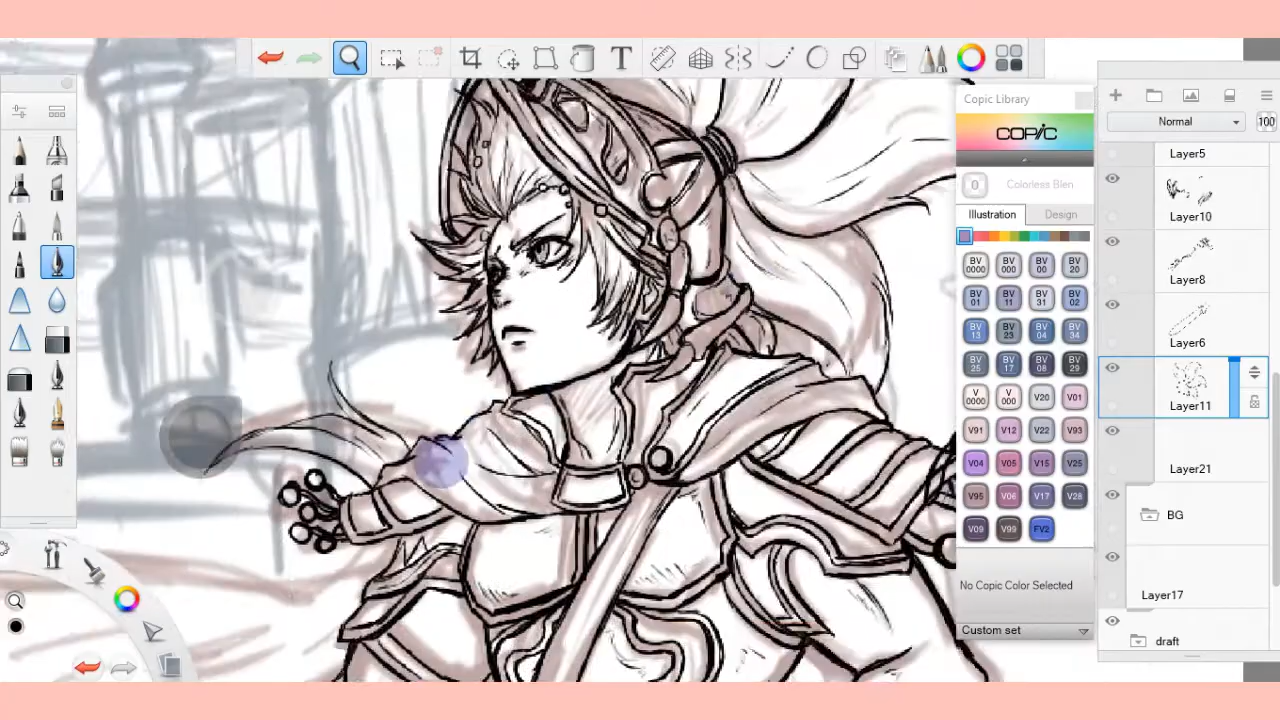 T
Copic Library
COPIC
0 Colorless Blen
Illustration Design
BV 0000 BV 000 BV 00 BV 20
BV 01 BV 11 BV 31 BV 02
BV 13 BV 23 BV 04 BV 34
BV 25 BV 17 BV 08 BV 29
V 0000 V 000 V20 V01
V91 V12 V22 V93
V04 V05 V15 V25
V95 V06 V17 V28
V09 V99 FV2
No Copic Color Selected
Custom set
Normal 100
Layer5
Layer10
Layer8
Layer6
Layer11
Layer21
BG
Layer17
draft